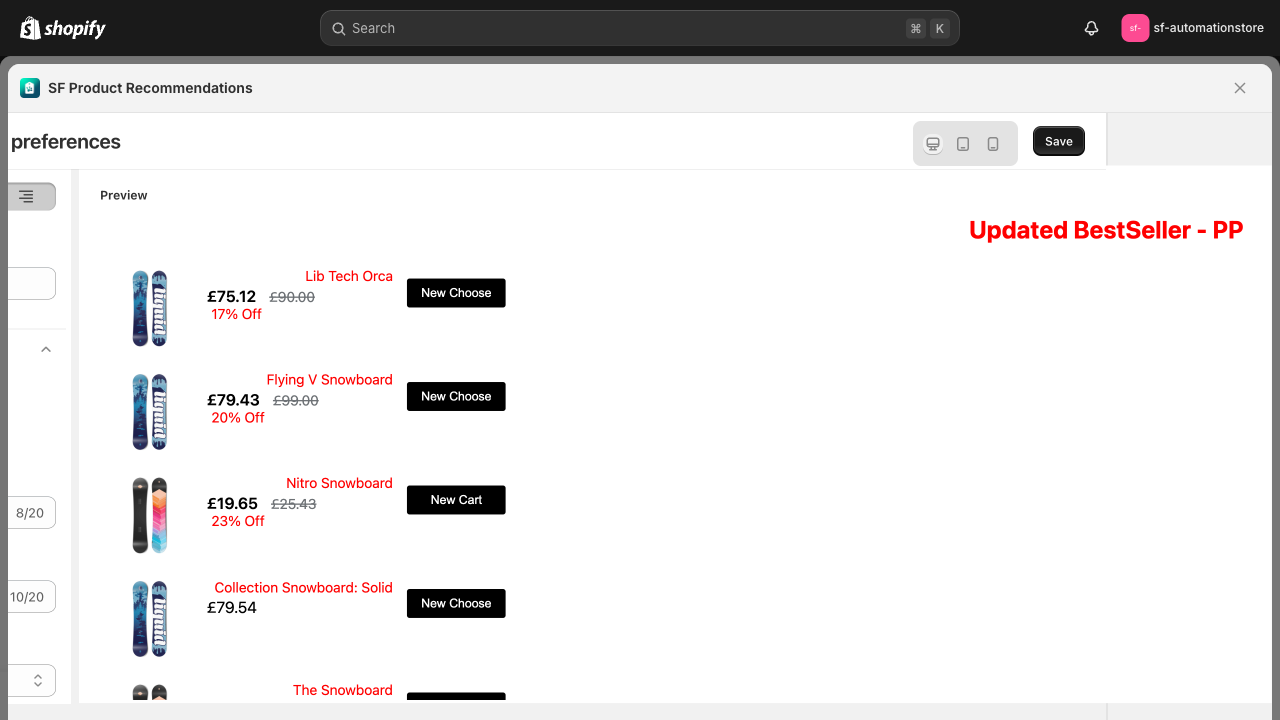 shopify
Search
⌘ K
sf-
sf-automationstore
SF Product Recommendations
preferences
Save
Preview
Updated BestSeller - PP
Lib Tech Orca
£75.12 £90.00
17% Off
New Choose
Flying V Snowboard
£79.43 £99.00
20% Off
New Choose
8/20
Nitro Snowboard
£19.65 £25.43
23% Off
New Cart
10/20
Collection Snowboard: Solid
£79.54
New Choose
The Snowboard